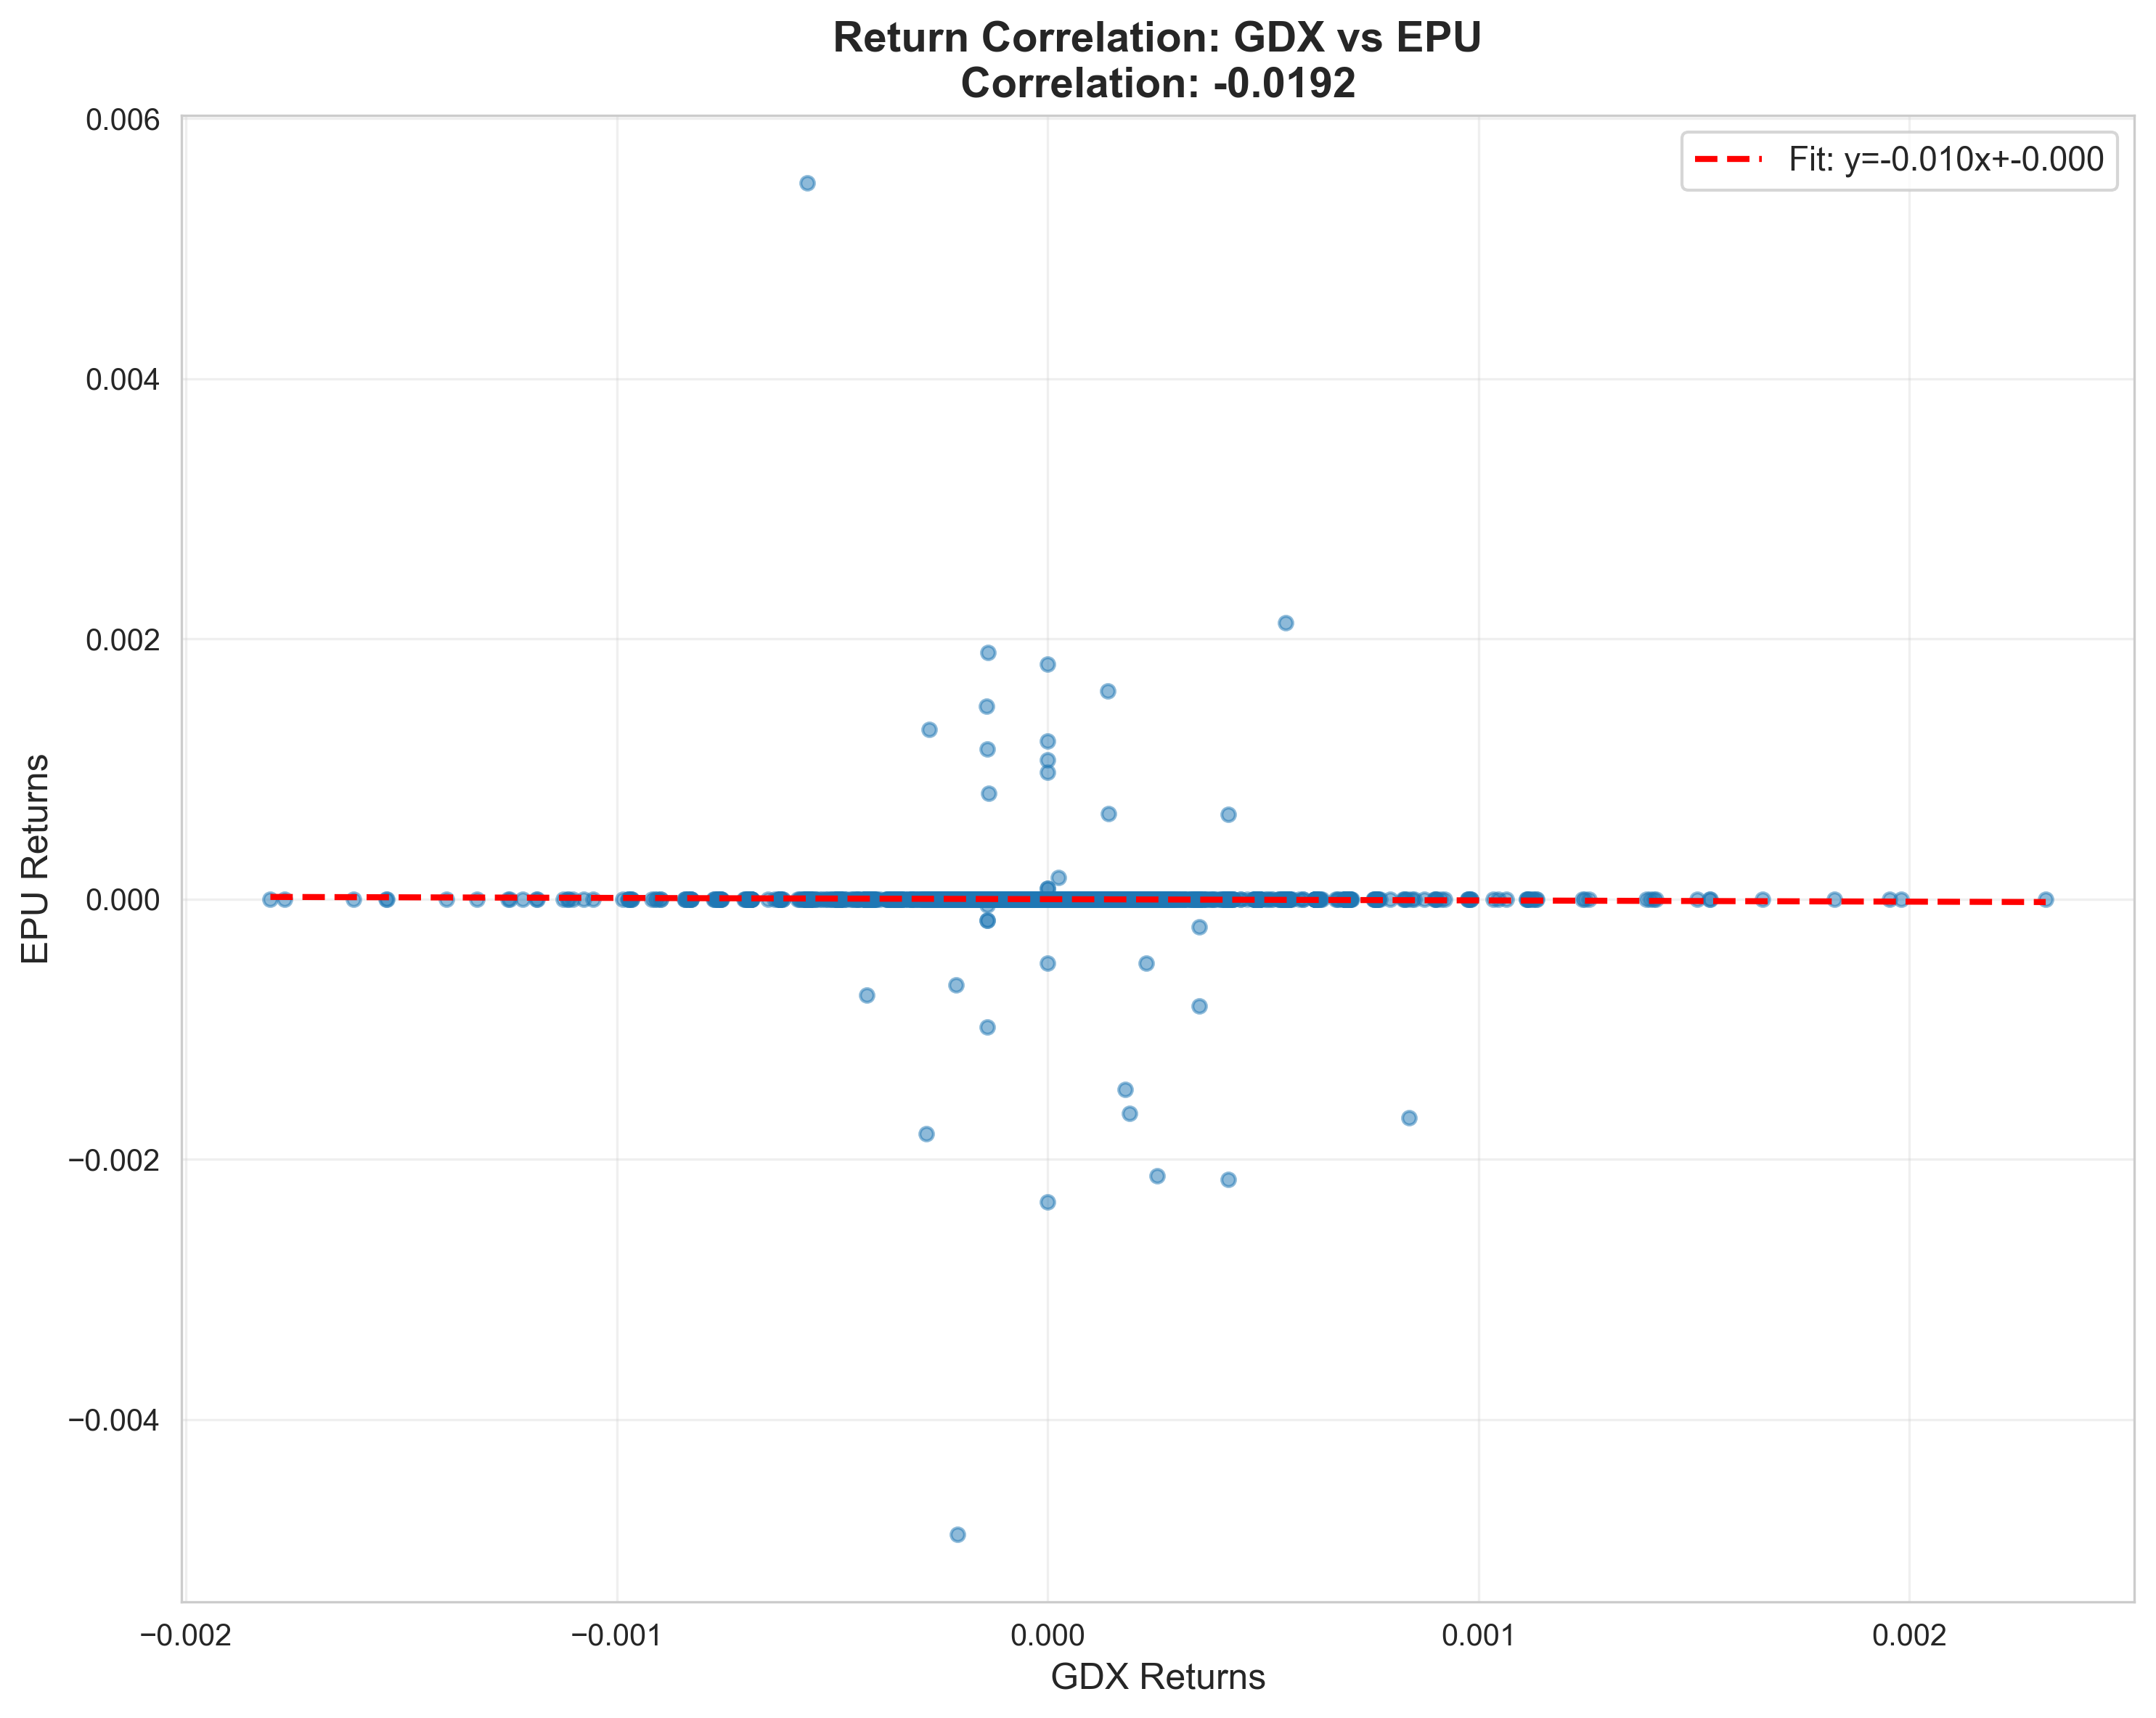 Return Correlation: GDX vs EPU
Correlation: -0.0192
Fit: y=-0.010x+-0.000
0.006
0.004
0.002
0.000
−0.002
−0.004
EPU Returns
−0.002
−0.001
0.000
0.001
0.002
GDX Returns